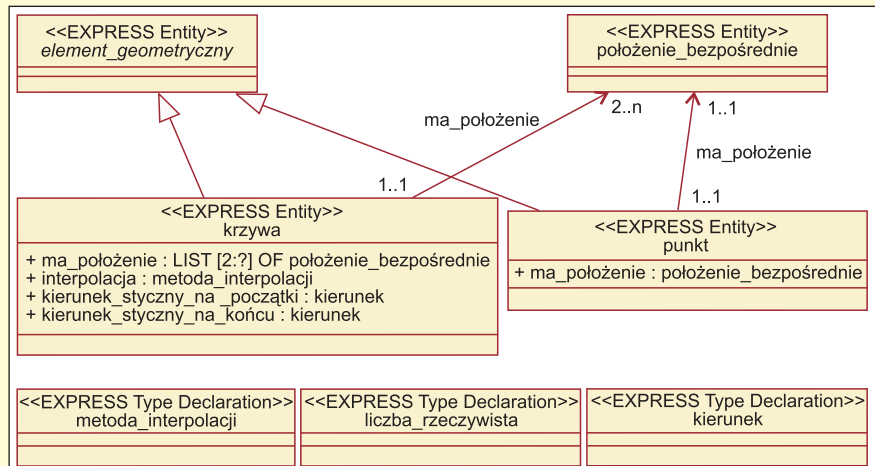 <<EXPRESS Entity>>
element_geometryczny
<<EXPRESS Entity>>
położenie_bezpośrednie
ma_położenie
2..n
1..1
ma_położenie
1..1
1..1
<<EXPRESS Entity>>
krzywa
+ ma_położenie : LIST [2:?] OF położenie_bezpośrednie
+ interpolacja : metoda_interpolacji
+ kierunek_styczny_na _początki : kierunek
+ kierunek_styczny_na_końcu : kierunek
<<EXPRESS Entity>>
punkt
+ ma_położenie : położenie_bezpośrednie
<<EXPRESS Type Declaration>>
metoda_interpolacji
<<EXPRESS Type Declaration>>
liczba_rzeczywista
<<EXPRESS Type Declaration>>
kierunek